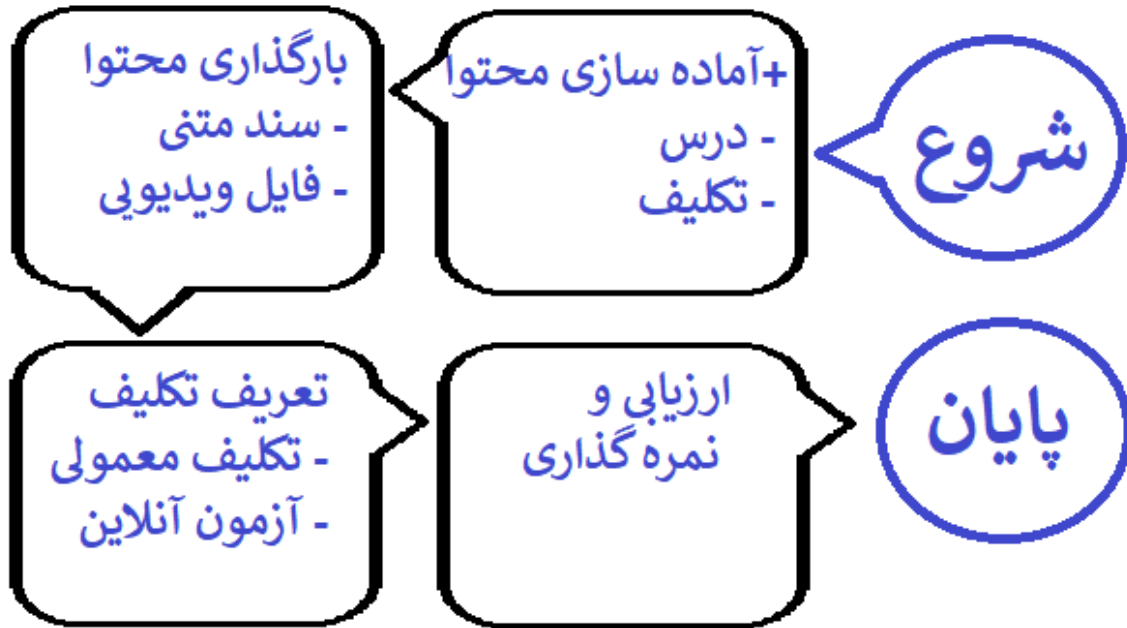 شروع
+آماده سازی محتوا
- درس
- تکلیف
بارگذاری محتوا
- سند متنی
- فایل ویدیویی
تعریف تکلیف
- تکلیف معمولی
- آزمون آنلاین
ارزیابی و
نمره گذاری
پایان